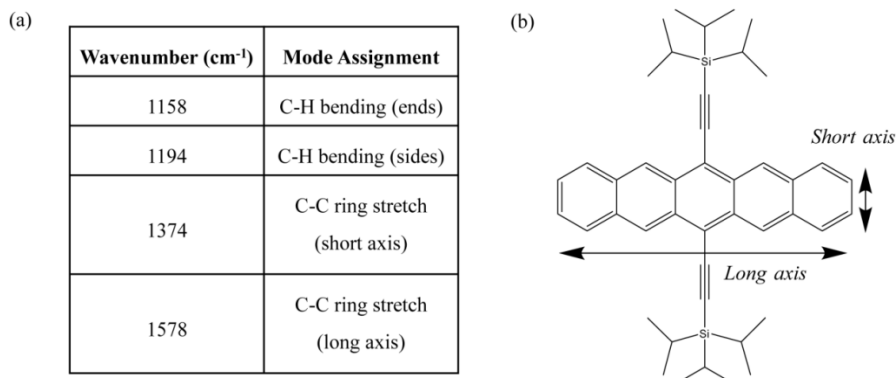 (a)
Wavenumber (cm⁻¹) Mode Assignment
1158 C-H bending (ends)
1194 C-H bending (sides)
1374 C-C ring stretch
(short axis)
1578 C-C ring stretch
(long axis)
(b)
Si
Short axis
Long axis
Si